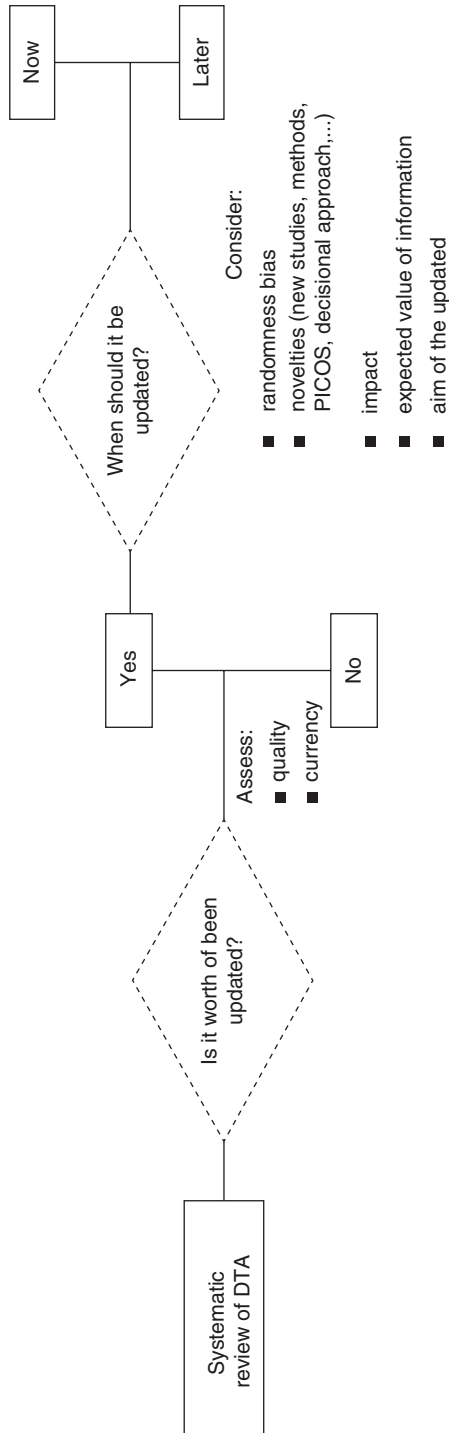 Systematic
review of DTA
Is it worth of been
updated?
Assess:
■ quality
■ currency
Yes
No
When should it be
updated?
Consider:
■ randomness bias
■ novelties (new studies, methods,
PICOS, decisional approach,...)
■ impact
■ expected value of information
■ aim of the updated
Now
Later